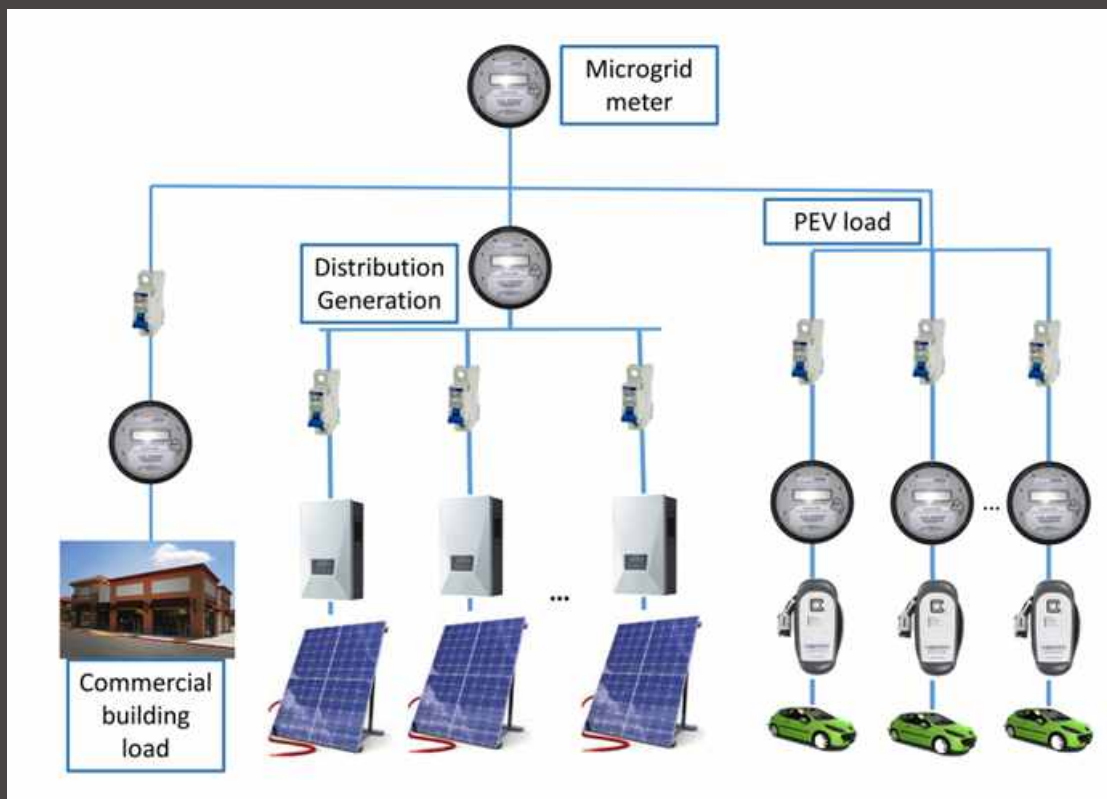 Microgrid
meter
PEV load
Distribution
Generation
...
...
Commercial
building
load